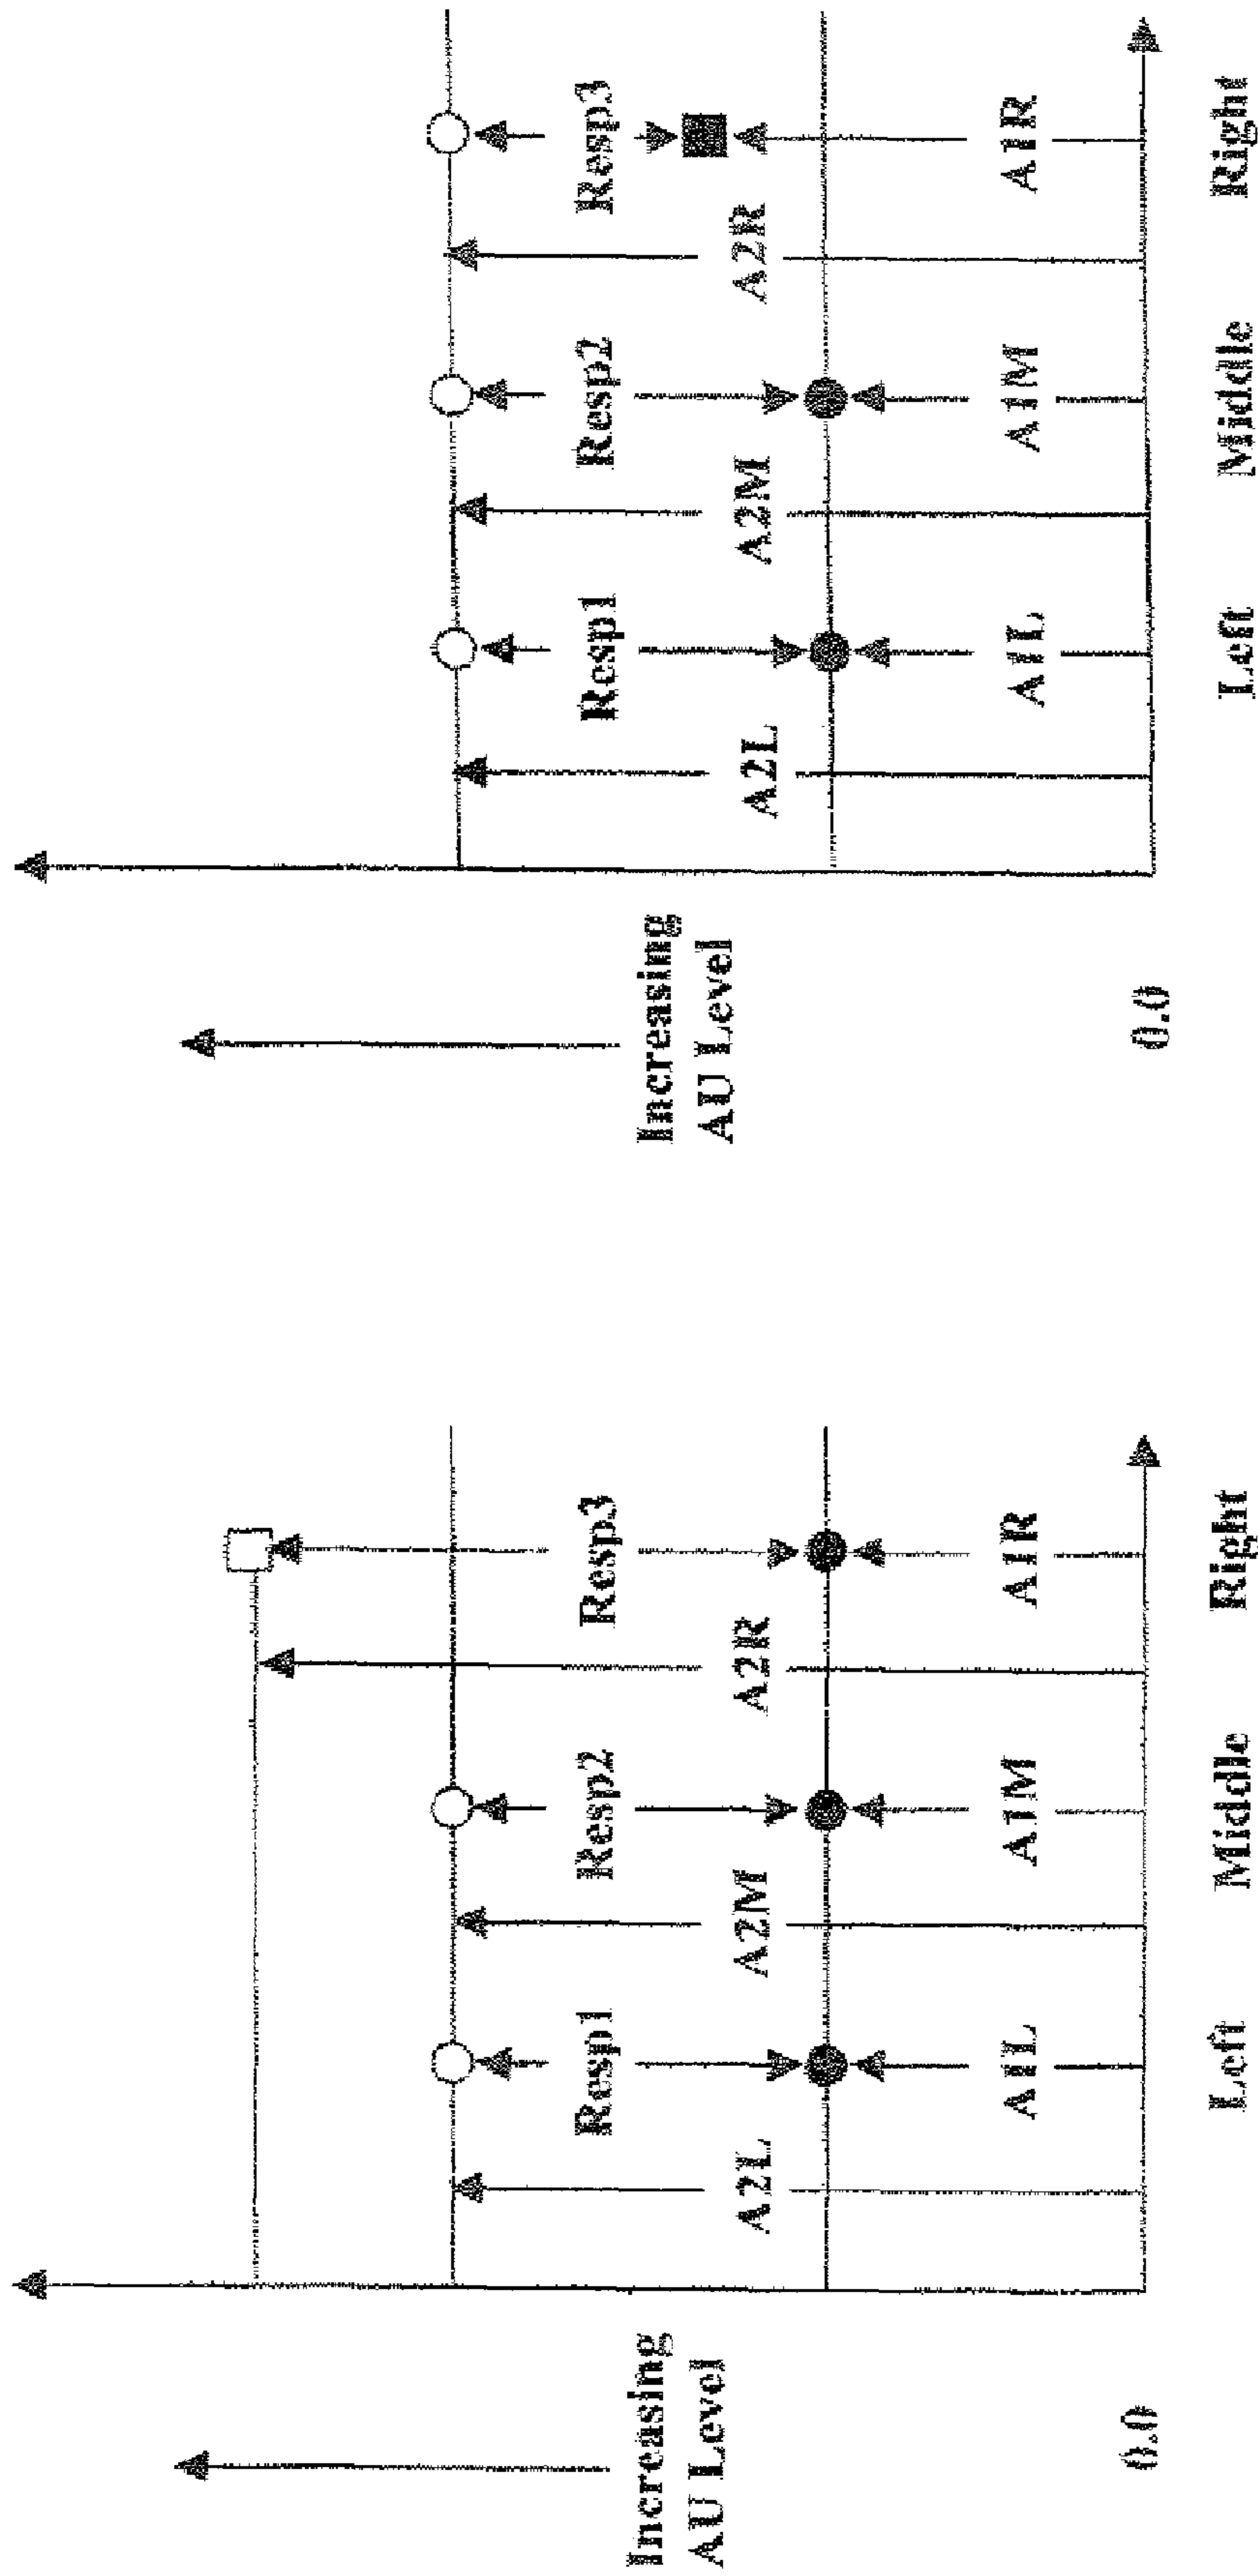 Increasing
AU Level
0.0
Resp1
Resp2
Resp3
A2L
A2M
A2R
A1L
A1M
A1R
Left
Middle
Right
Increasing
AU Level
0.0
Resp1
Resp2
Resp3
A2L
A2M
A2R
A1L
A1M
A1R
Left
Middle
Right